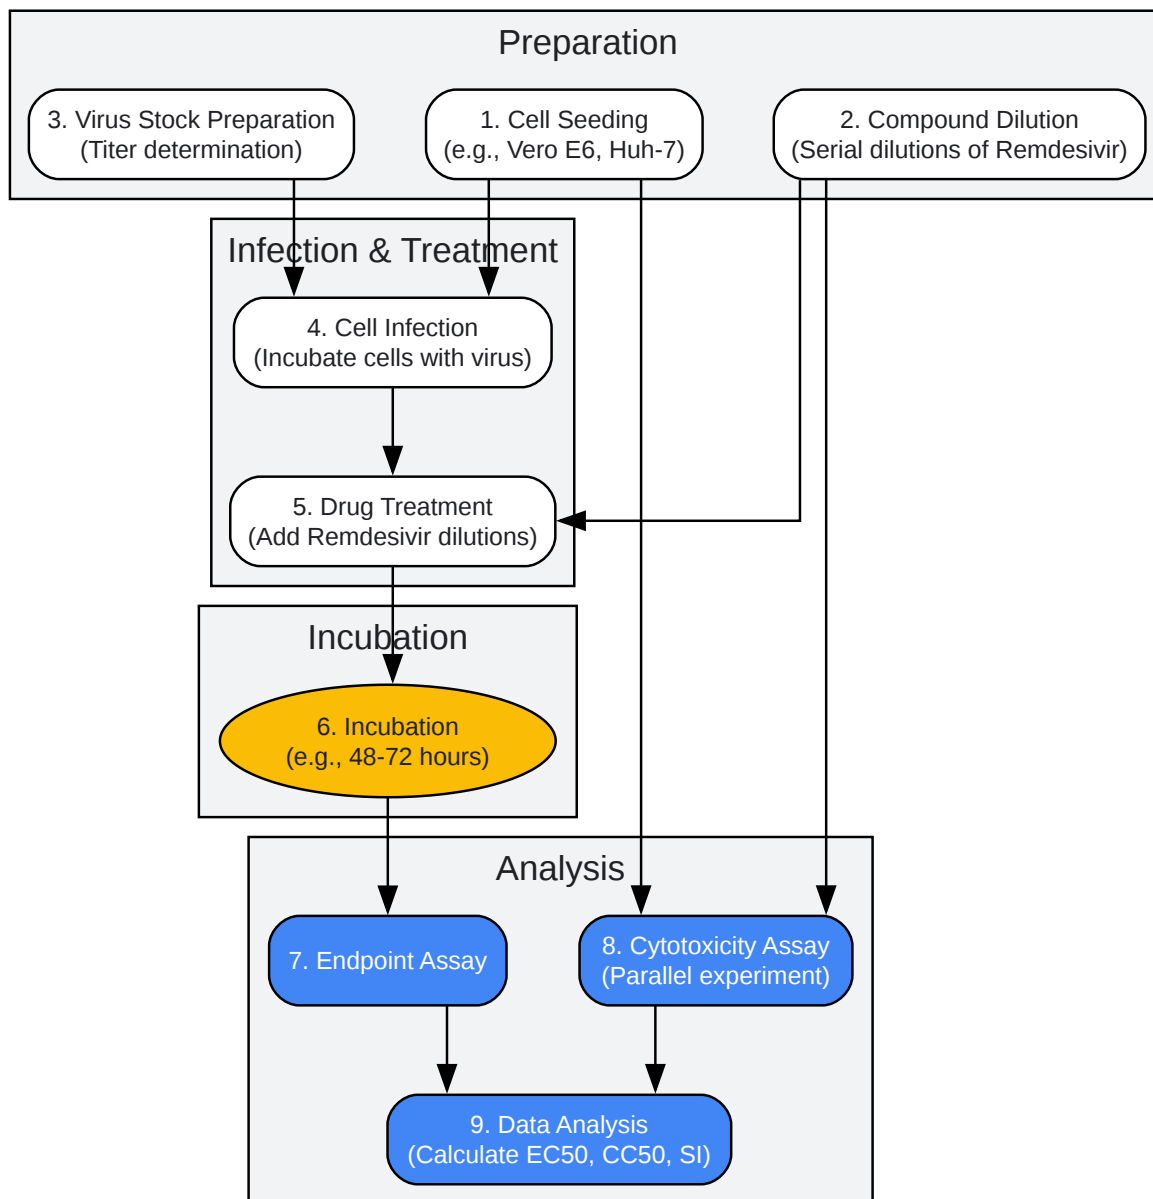 Preparation
3. Virus Stock Preparation
(Titer determination)
1. Cell Seeding
(e.g., Vero E6, Huh-7)
2. Compound Dilution
(Serial dilutions of Remdesivir)
Infection & Treatment
4. Cell Infection
(Incubate cells with virus)
5. Drug Treatment
(Add Remdesivir dilutions)
Incubation
6. Incubation
(e.g., 48-72 hours)
Analysis
7. Endpoint Assay
8. Cytotoxicity Assay
(Parallel experiment)
9. Data Analysis
(Calculate EC50, CC50, SI)